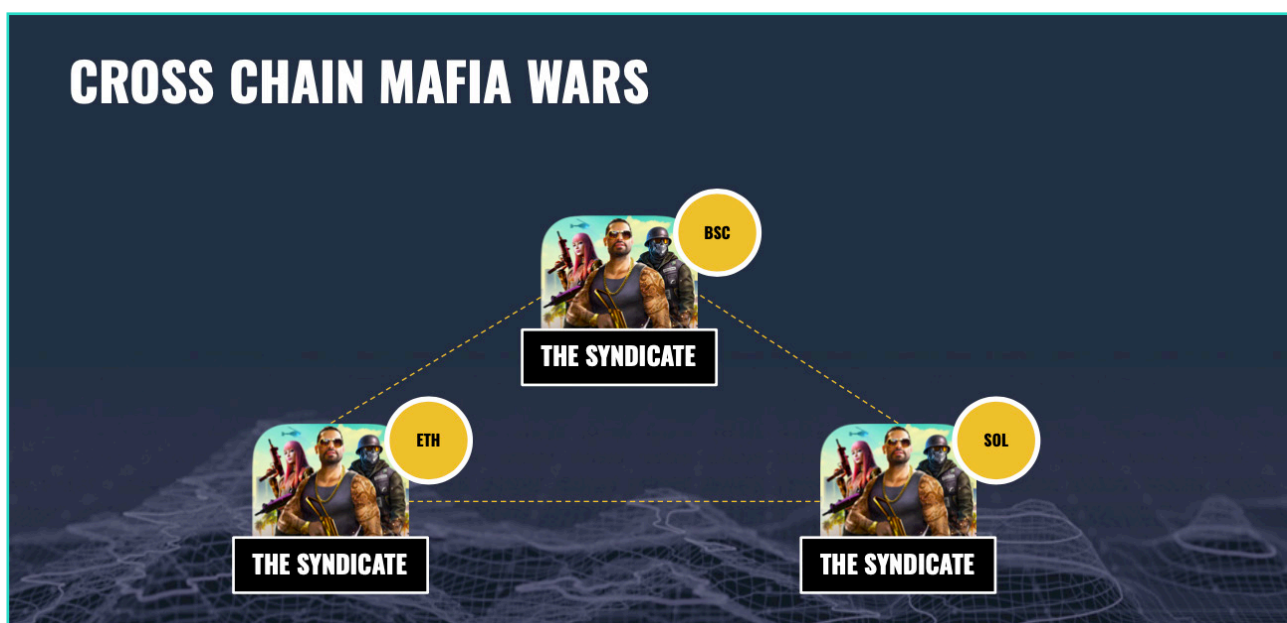 CROSS CHAIN MAFIA WARS
BSC
THE SYNDICATE
ETH
SOL
THE SYNDICATE
THE SYNDICATE